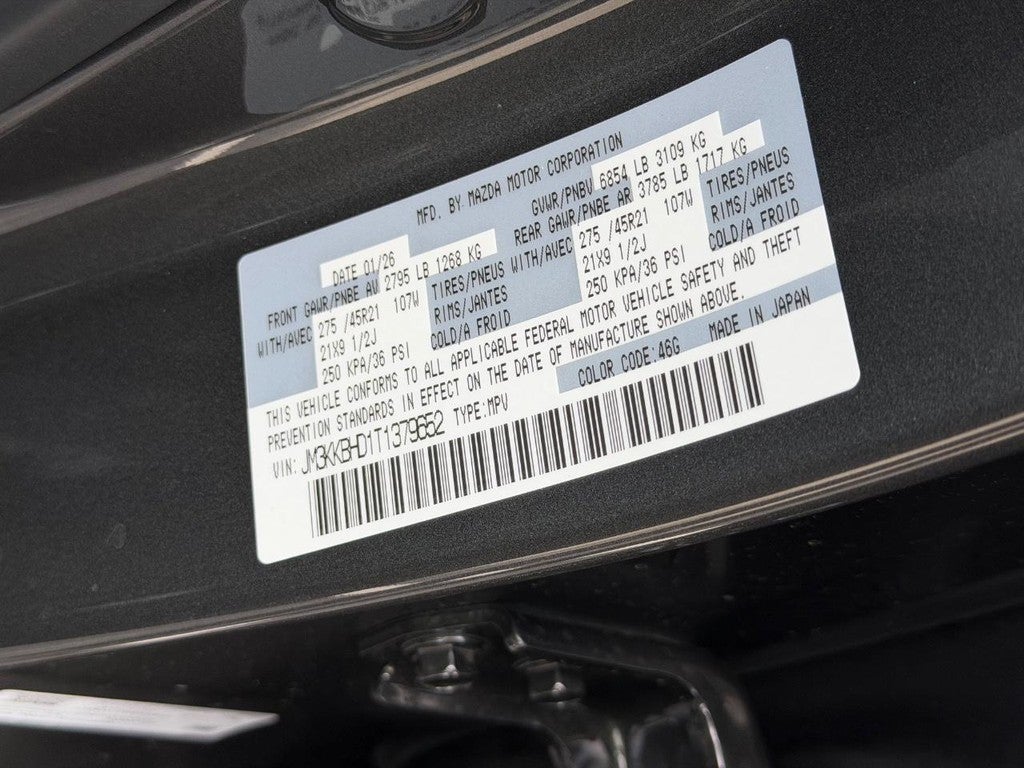 MFD. BY MAZDA MOTOR CORPORATION
DATE 01/26 GVWR/PNBV 6854 LB 3109 KG
FRONT GAWR/PNBE AV 2795 LB 1268 KG REAR GAWR/PNBE AR 3785 LB 1717 KG
WITH/AVEC 275 /45R21 107W TIRES/PNEUS WITH/AVEC 275 /45R21 107W TIRES/PNEUS
21X9 1/2J RIMS/JANTES 21X9 1/2J RIMS/JANTES
250 KPA/36 PSI COLD/A FROID 250 KPA/36 PSI COLD/A FROID
THIS VEHICLE CONFORMS TO ALL APPLICABLE FEDERAL MOTOR VEHICLE SAFETY AND THEFT
PREVENTION STANDARDS IN EFFECT ON THE DATE OF MANUFACTURE SHOWN ABOVE.
VIN: JM3KKBHD1T1379652 TYPE:MPV COLOR CODE:46G MADE IN JAPAN